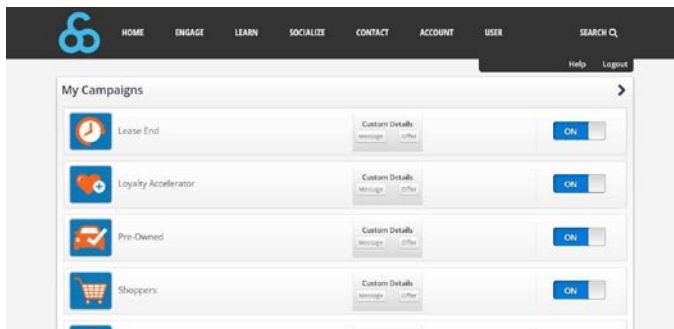 HOME ENGAGE LEARN SOCIALIZE CONTACT ACCOUNT USER SEARCH
Help Logout
My Campaigns
Lease End
Custom Details
Message Offer
ON
Loyalty Accelerator
Custom Details
Message Offer
ON
Pre-Owned
Custom Details
Message Offer
ON
Shoppers
Custom Details
Message Offer
ON